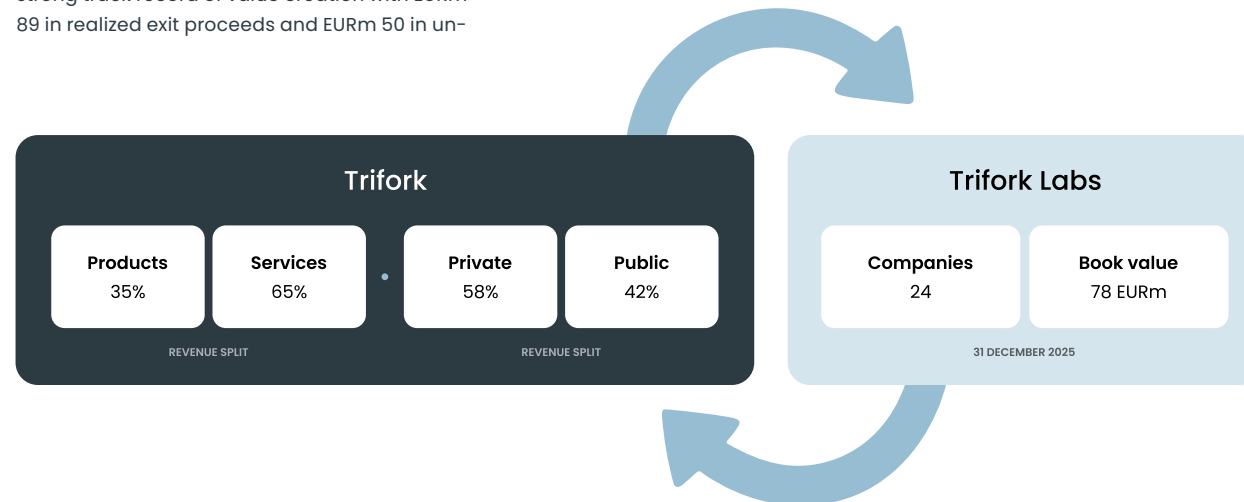 89 in realized exit proceeds and EURm 50 in un-
Trifork
Products
35%
Services
65%
Private
58%
Public
42%
REVENUE SPLIT
REVENUE SPLIT
Trifork Labs
Companies
24
Book value
78 EURm
31 DECEMBER 2025